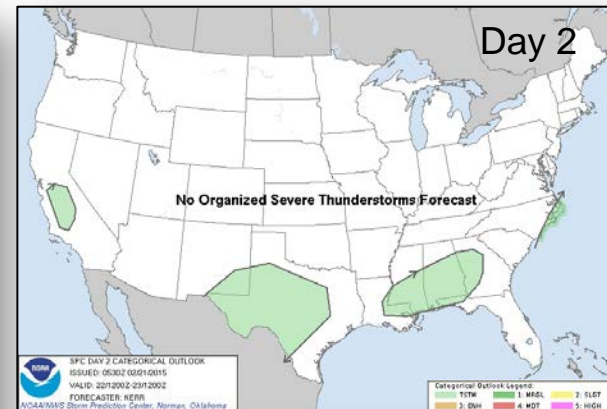 Day 2
No Organized Severe Thunderstorms Forecast
SPC DAY 2 CATEGORICAL OUTLOOK
ISSUED: 0530Z 02/21/2015
VALID: 22/1200Z-23/1200Z
FORECASTER: KERR
NOAA/NWS Storm Prediction Center, Norman, Oklahoma
NOAA
Categorical Outlook Legend:
TSTM 1: MRGL 2: SLGT
3: ENH 4: MDT 5: HIGH